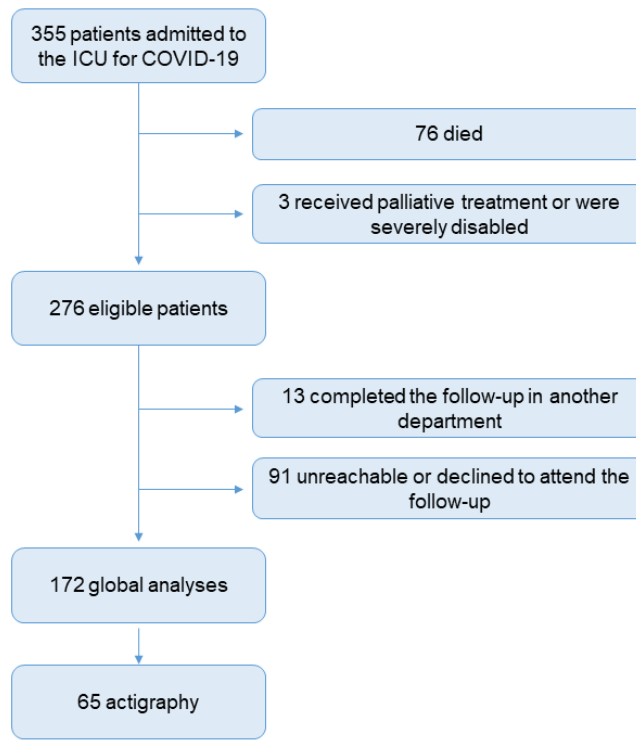 355 patients admitted to
the ICU for COVID-19
76 died
3 received palliative treatment or were
severely disabled
276 eligible patients
13 completed the follow-up in another
department
91 unreachable or declined to attend the
follow-up
172 global analyses
65 actigraphy